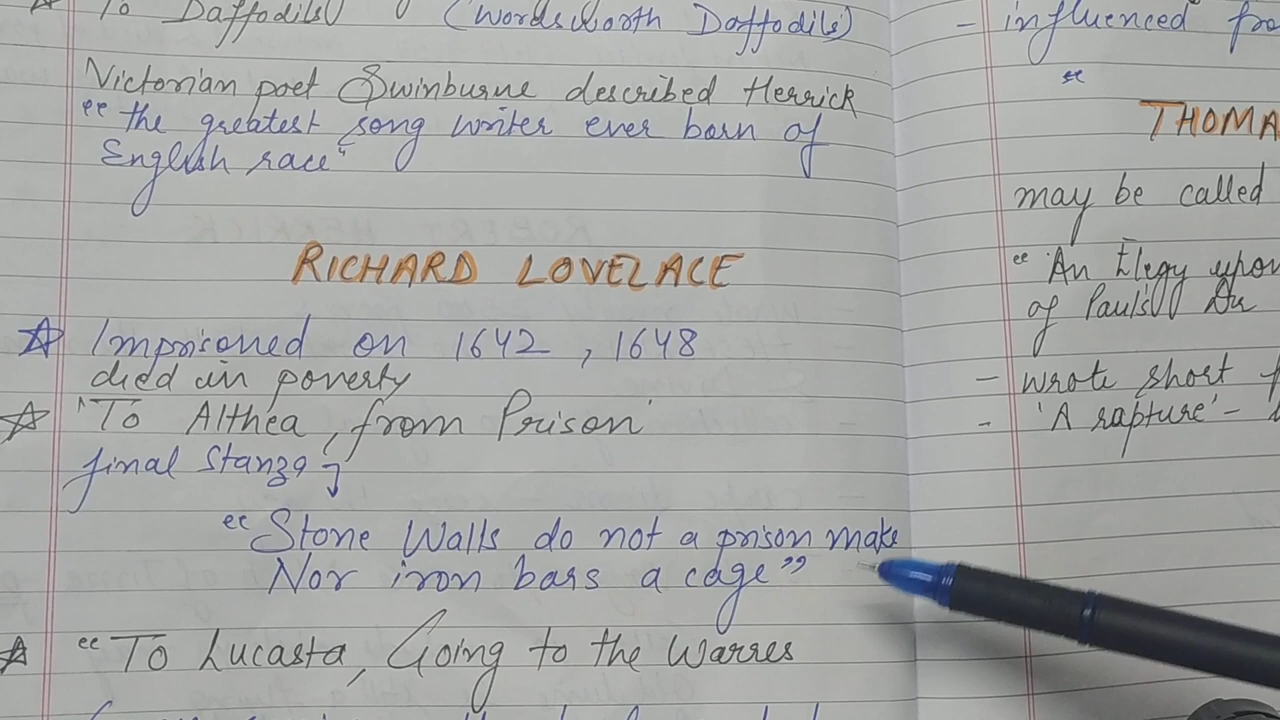 To Daffodils (Wordsworth Daffodils)
Victorian poet Swinburne described Herrick
"the greatest song writer ever born of
English race"
RICHARD LOVELACE
Imprisoned on 1642, 1648
died in poverty
'To Althea, from Prison'
final Stanza
"Stone Walls do not a prison make
Nor iron bars a cage"
"To Lucasta, Going to the Warres
- influenced fro
"
THOMA
may be called
"An Elegy upon
of Paul's Du
- wrote short f
- 'A rapture' -